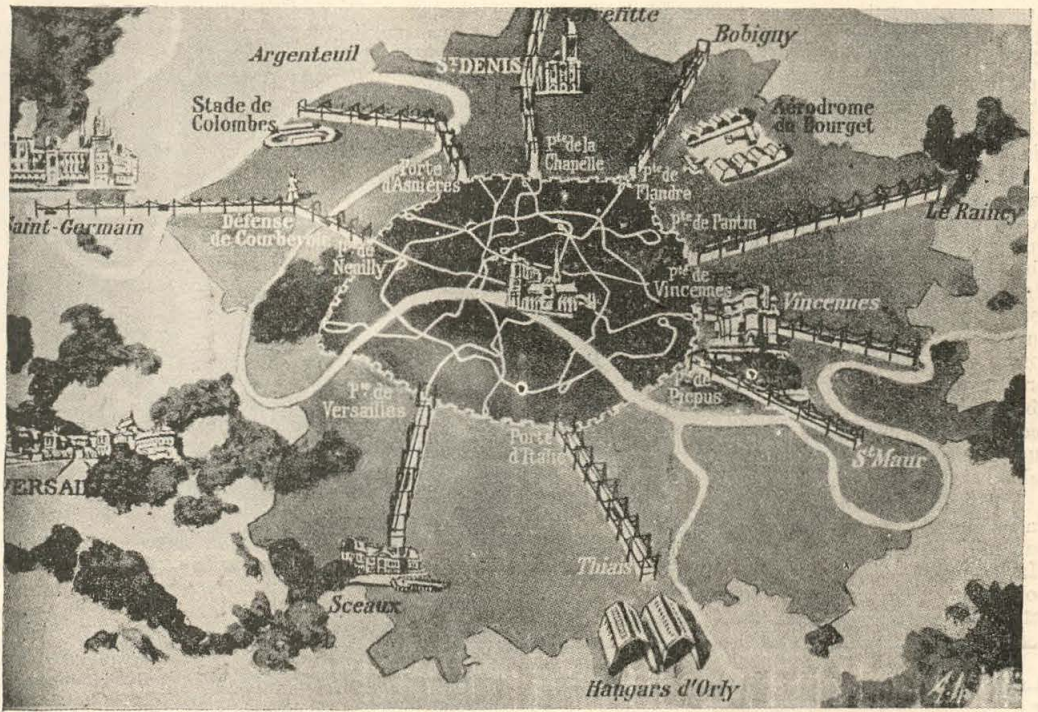 Pierrefitte
Argenteuil
Bobigny
St DENIS
Stade de
Colombes
Aérodrome
du Bourget
Pte de la
Chapelle
Porte
d'Asnières
Pte de
Flandre
Le Raincy
Saint-Germain
Défense
de Courbevoie
Pte de Pantin
Pte de
Neuilly
Pte de
Vincennes
Vincennes
Pte de
Versailles
Pte de
Picpus
Porte
d'Italie
St Maur
VERSAI
Thiais
Sceaux
Hangars d'Orly